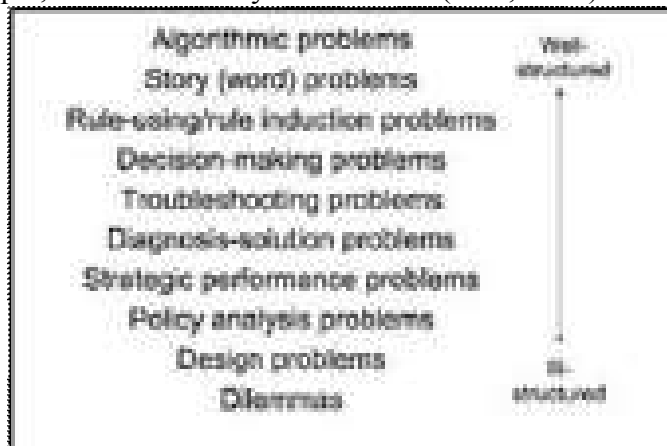 Algorithmic problems
Story (word) problems
Rule-using/rule induction problems
Decision-making problems
Troubleshooting problems
Diagnosis-solution problems
Strategic performance problems
Policy analysis problems
Design problems
Dilemmas
Well-
structured
Ill-
structured